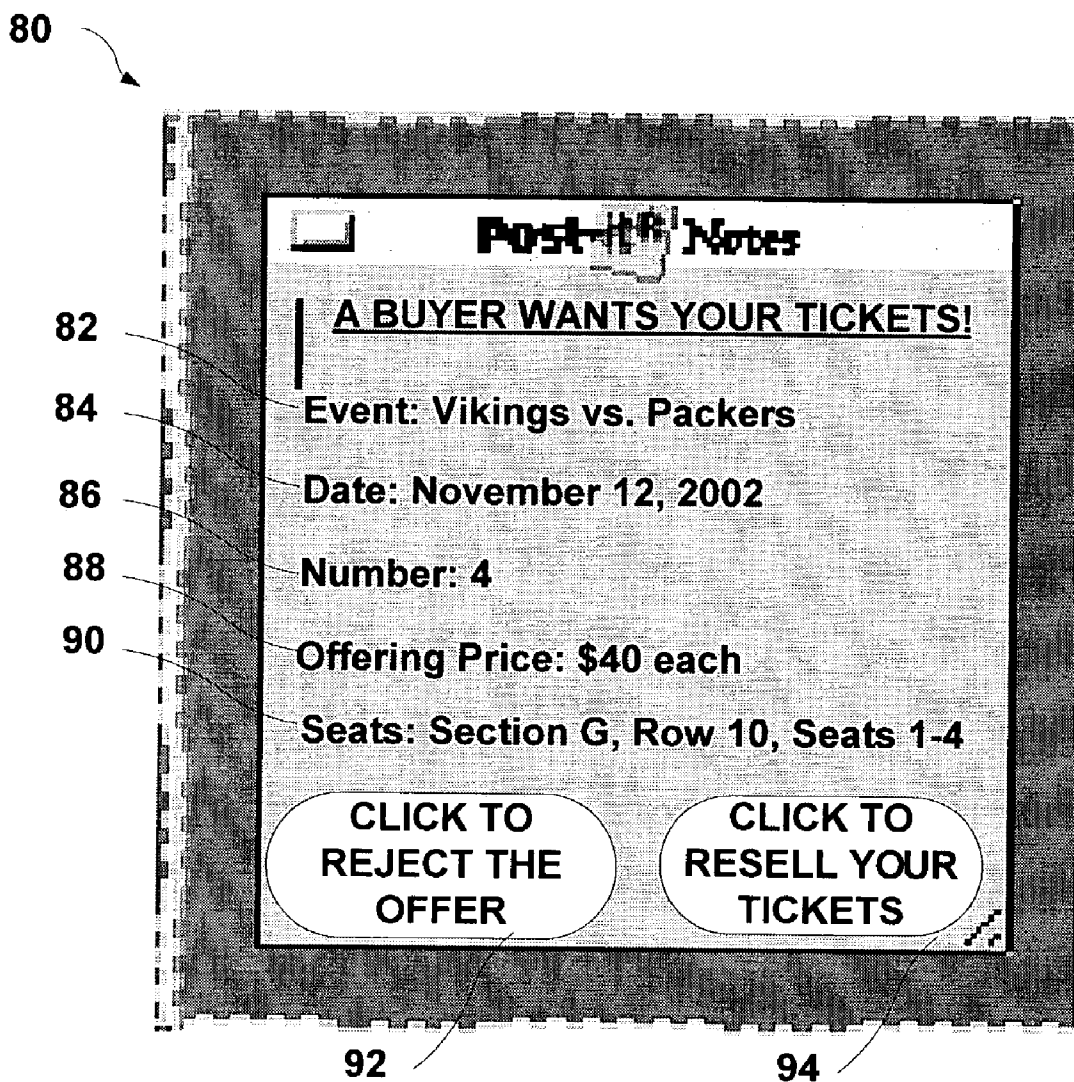 80
Post-it® Notes
A BUYER WANTS YOUR TICKETS!
82
Event: Vikings vs. Packers
84
Date: November 12, 2002
86
Number: 4
88
Offering Price: $40 each
90
Seats: Section G, Row 10, Seats 1-4
CLICK TO
REJECT THE
OFFER
CLICK TO
RESELL YOUR
TICKETS
92
94